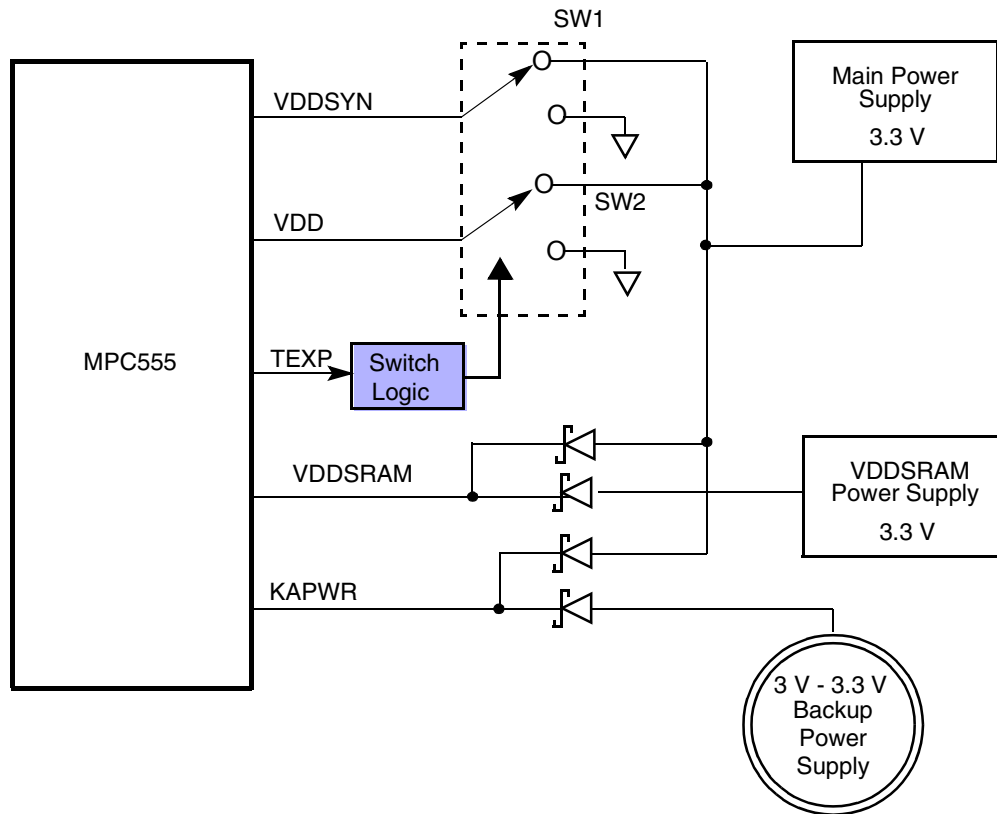 SW1
Main Power
Supply
3.3 V
VDDSYN
VDD
SW2
MPC555
TEXP
Switch
Logic
VDDSRAM
VDDSRAM
Power Supply
3.3 V
KAPWR
3 V - 3.3 V
Backup
Power
Supply